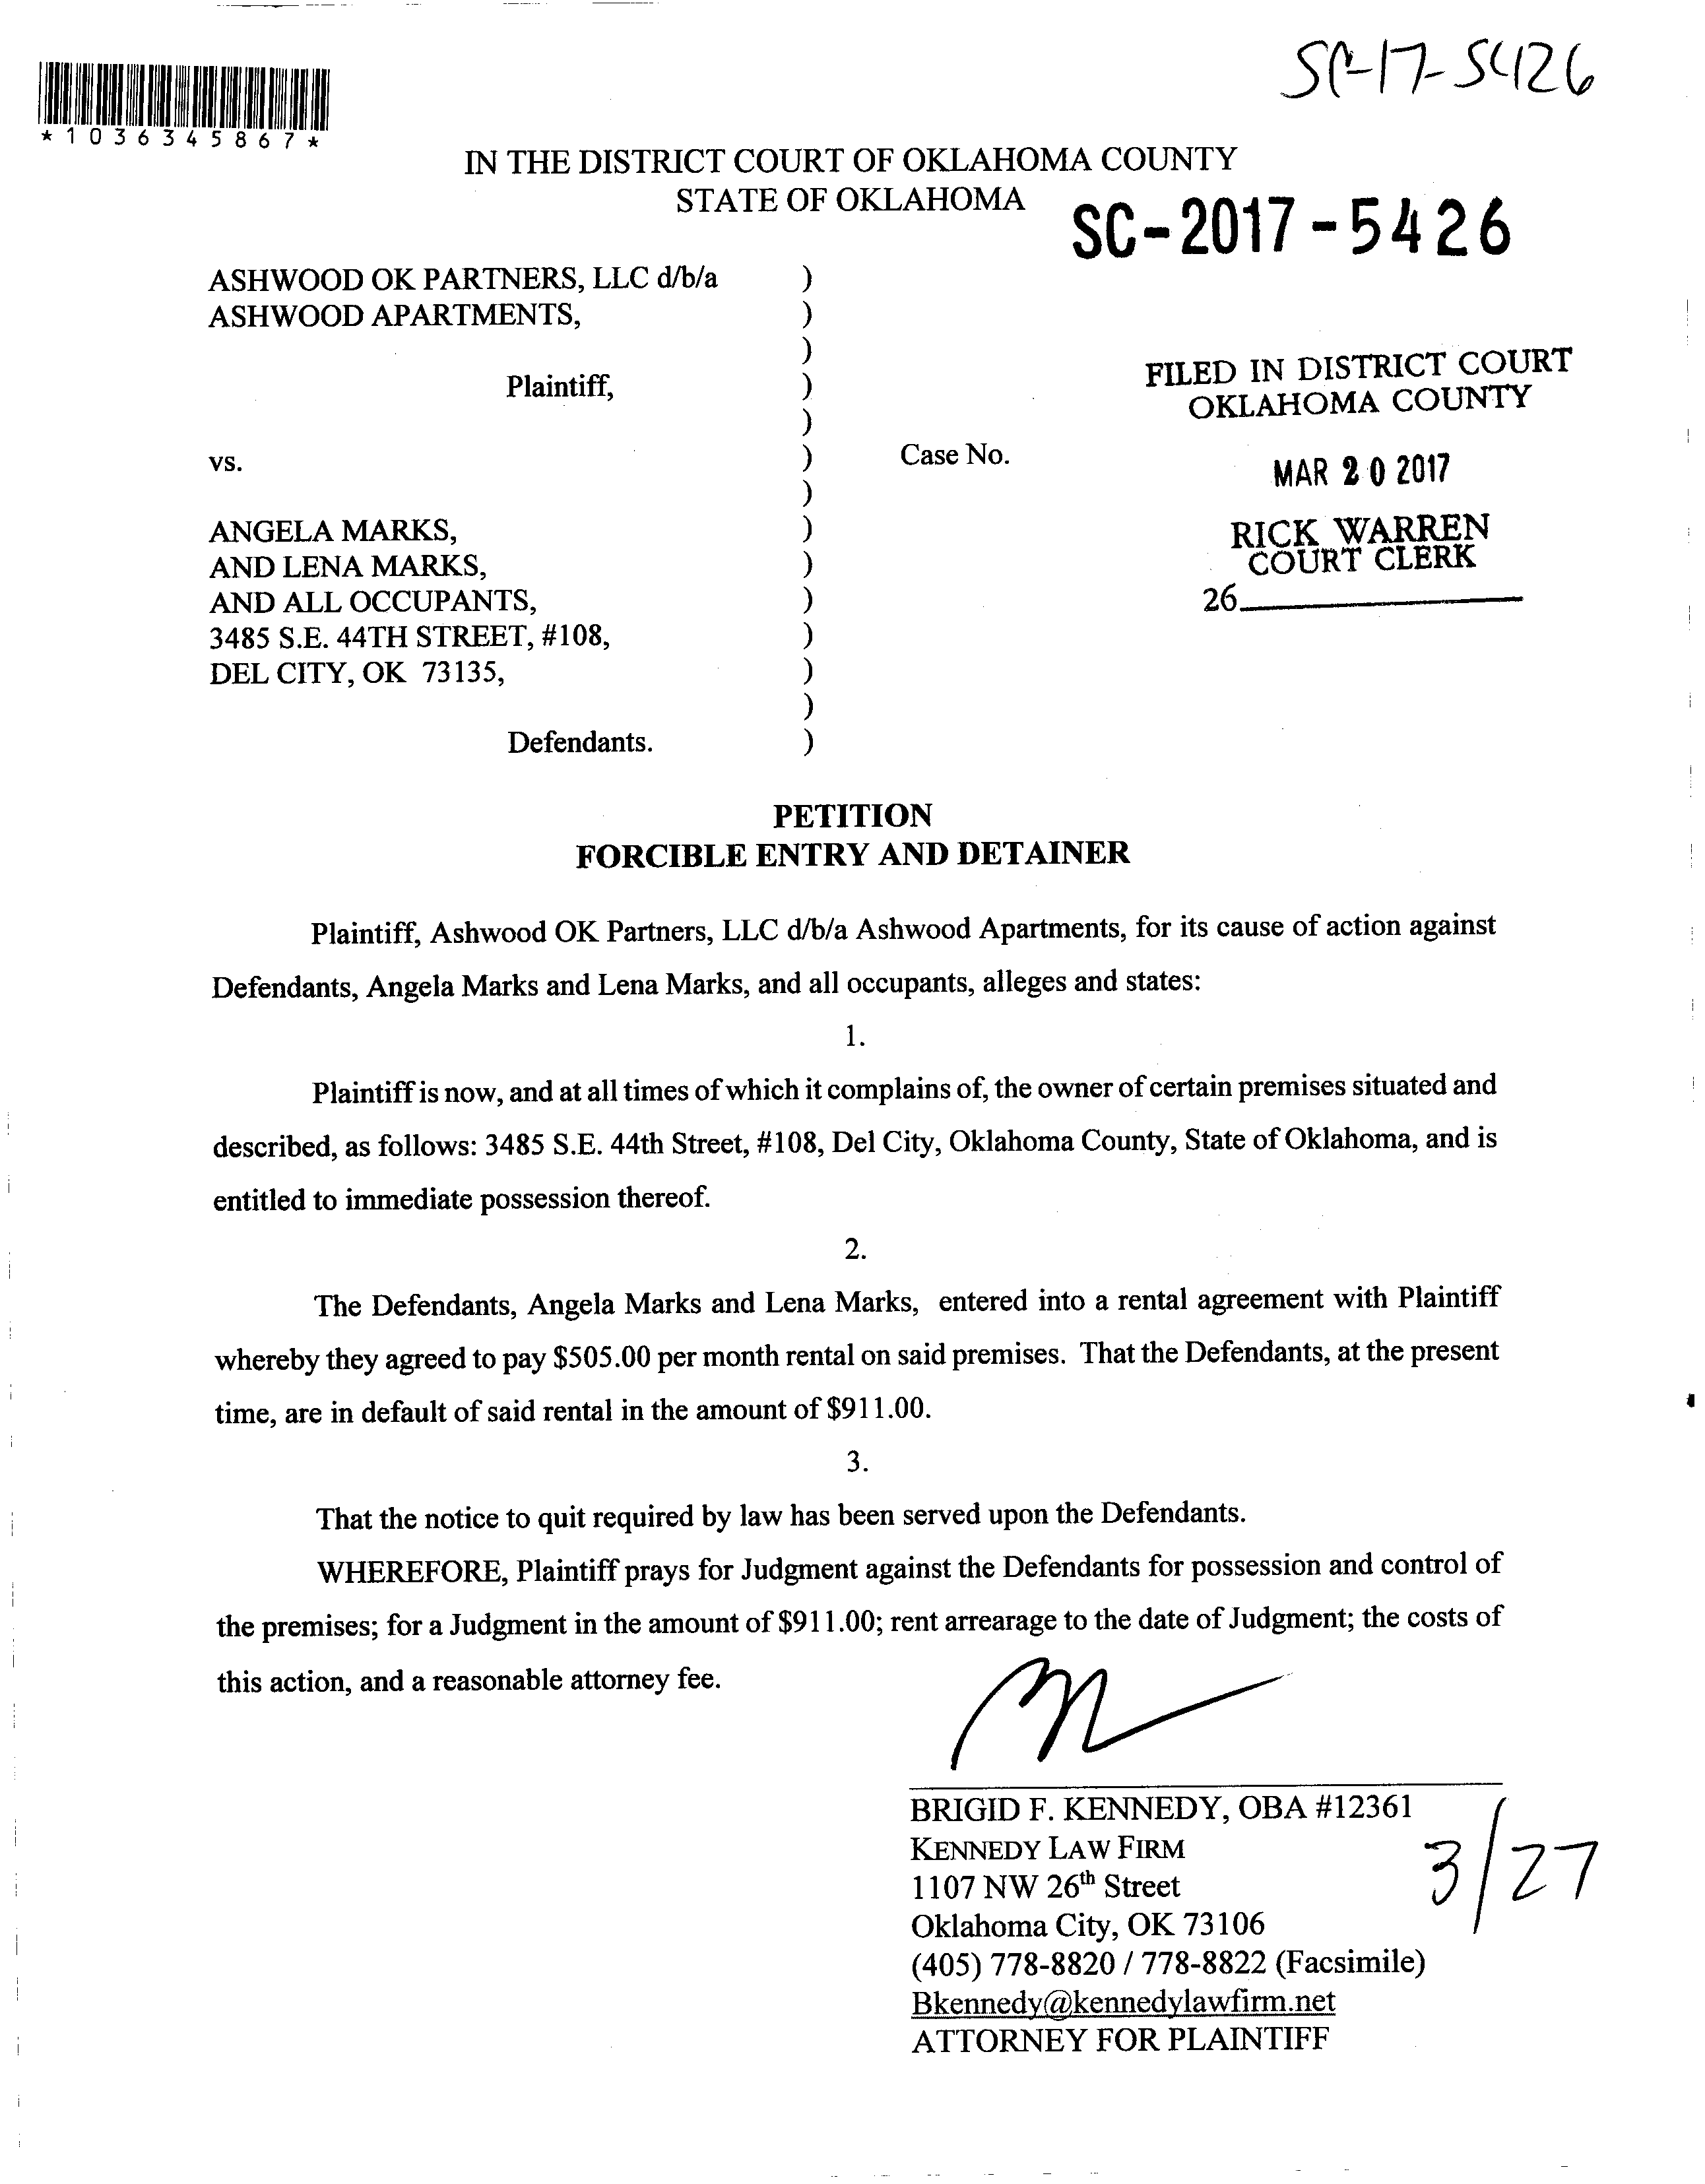 SC-17-5426
*1036345867*
IN THE DISTRICT COURT OF OKLAHOMA COUNTY
STATE OF OKLAHOMA
SC-2017-5426
ASHWOOD OK PARTNERS, LLC d/b/a )
ASHWOOD APARTMENTS, )
)
Plaintiff, )
)
vs. ) Case No.
)
ANGELA MARKS, )
AND LENA MARKS, )
AND ALL OCCUPANTS, )
3485 S.E. 44TH STREET, #108, )
DEL CITY, OK 73135, )
)
Defendants. )
FILED IN DISTRICT COURT
OKLAHOMA COUNTY
MAR 20 2017
RICK WARREN
COURT CLERK
26
PETITION
FORCIBLE ENTRY AND DETAINER
Plaintiff, Ashwood OK Partners, LLC d/b/a Ashwood Apartments, for its cause of action against
Defendants, Angela Marks and Lena Marks, and all occupants, alleges and states:
1.
Plaintiff is now, and at all times of which it complains of, the owner of certain premises situated and
described, as follows: 3485 S.E. 44th Street, #108, Del City, Oklahoma County, State of Oklahoma, and is
entitled to immediate possession thereof.
2.
The Defendants, Angela Marks and Lena Marks, entered into a rental agreement with Plaintiff
whereby they agreed to pay $505.00 per month rental on said premises. That the Defendants, at the present
time, are in default of said rental in the amount of $911.00.
3.
That the notice to quit required by law has been served upon the Defendants.
WHEREFORE, Plaintiff prays for Judgment against the Defendants for possession and control of
the premises; for a Judgment in the amount of $911.00; rent arrearage to the date of Judgment; the costs of
this action, and a reasonable attorney fee.
BRIGID F. KENNEDY, OBA #12361
KENNEDY LAW FIRM
1107 NW 26th Street
Oklahoma City, OK 73106
(405) 778-8820 / 778-8822 (Facsimile)
Bkennedy@kennedylawfirm.net
ATTORNEY FOR PLAINTIFF
3/27